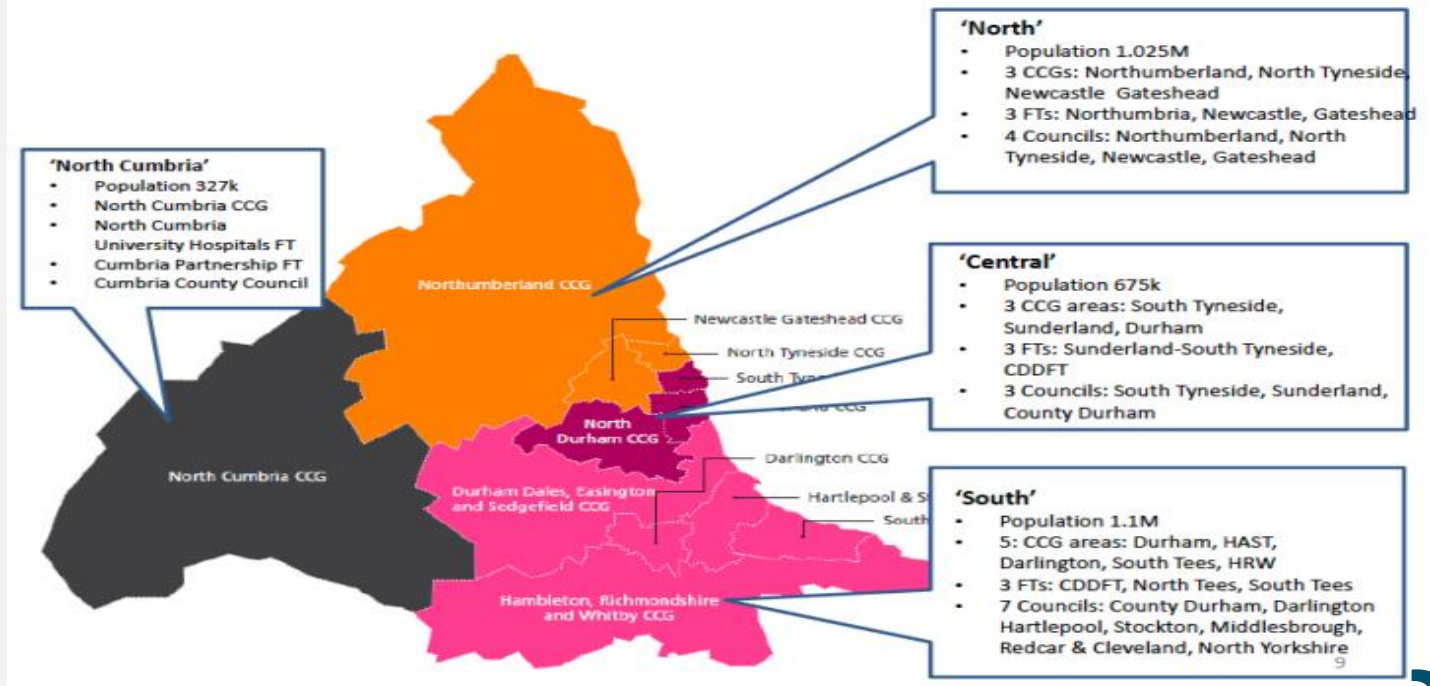 'North'
• Population 1.025M
• 3 CCGs: Northumberland, North Tyneside,
Newcastle Gateshead
• 3 FTs: Northumbria, Newcastle, Gateshead
• 4 Councils: Northumberland, North
Tyneside, Newcastle, Gateshead
'North Cumbria'
• Population 327k
• North Cumbria CCG
• North Cumbria
University Hospitals FT
• Cumbria Partnership FT
• Cumbria County Council
'Central'
• Population 675k
• 3 CCG areas: South Tyneside,
Sunderland, Durham
• 3 FTs: Sunderland-South Tyneside,
CDDFT
• 3 Councils: South Tyneside, Sunderland,
County Durham
Northumberland CCG
Newcastle Gateshead CCG
North Tyneside CCG
South
CCG
North
Durham CCG
Darlington CCG
North Cumbria CCG
Durham Dales, Easington
and Sedgefield CCG
Hartlepool &
South
Hambleton, Richmondshire
and Whitby CCG
'South'
• Population 1.1M
• 5: CCG areas: Durham, HAST,
Darlington, South Tees, HRW
• 3 FTs: CDDFT, North Tees, South Tees
• 7 Councils: County Durham, Darlington
Hartlepool, Stockton, Middlesbrough,
Redcar & Cleveland, North Yorkshire
9